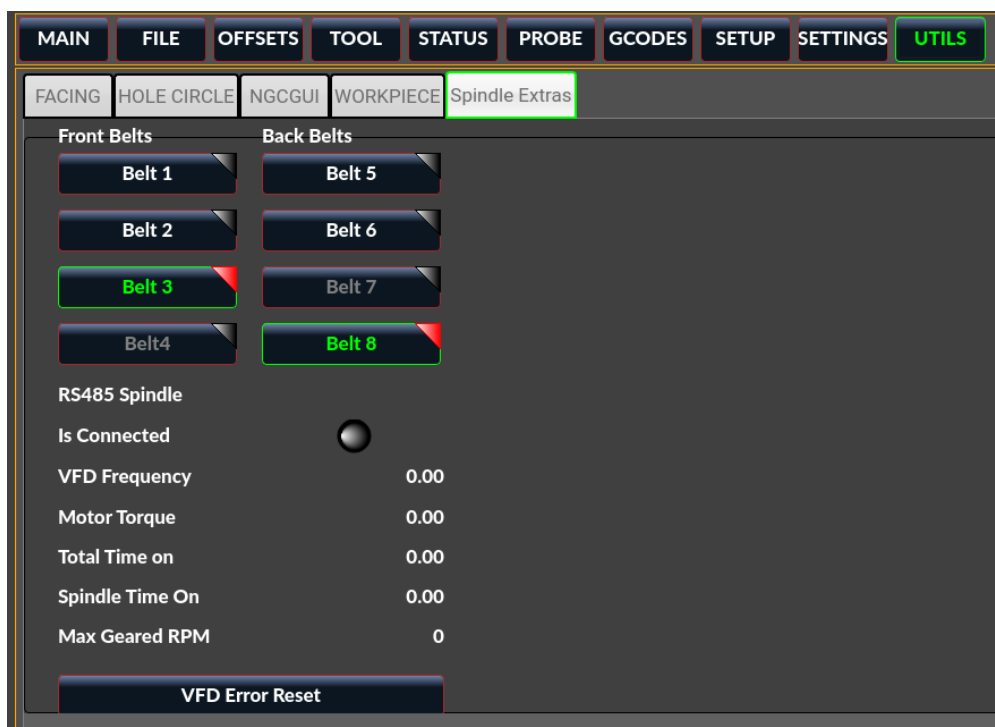 MAIN FILE OFFSETS TOOL STATUS PROBE GCODES SETUP SETTINGS UTILS
FACING HOLE CIRCLE NGCGUI WORKPIECE Spindle Extras
Front Belts Back Belts
Belt 1 Belt 5
Belt 2 Belt 6
Belt 3 Belt 7
Belt4 Belt 8
RS485 Spindle
Is Connected
VFD Frequency 0.00
Motor Torque 0.00
Total Time on 0.00
Spindle Time On 0.00
Max Geared RPM 0
VFD Error Reset